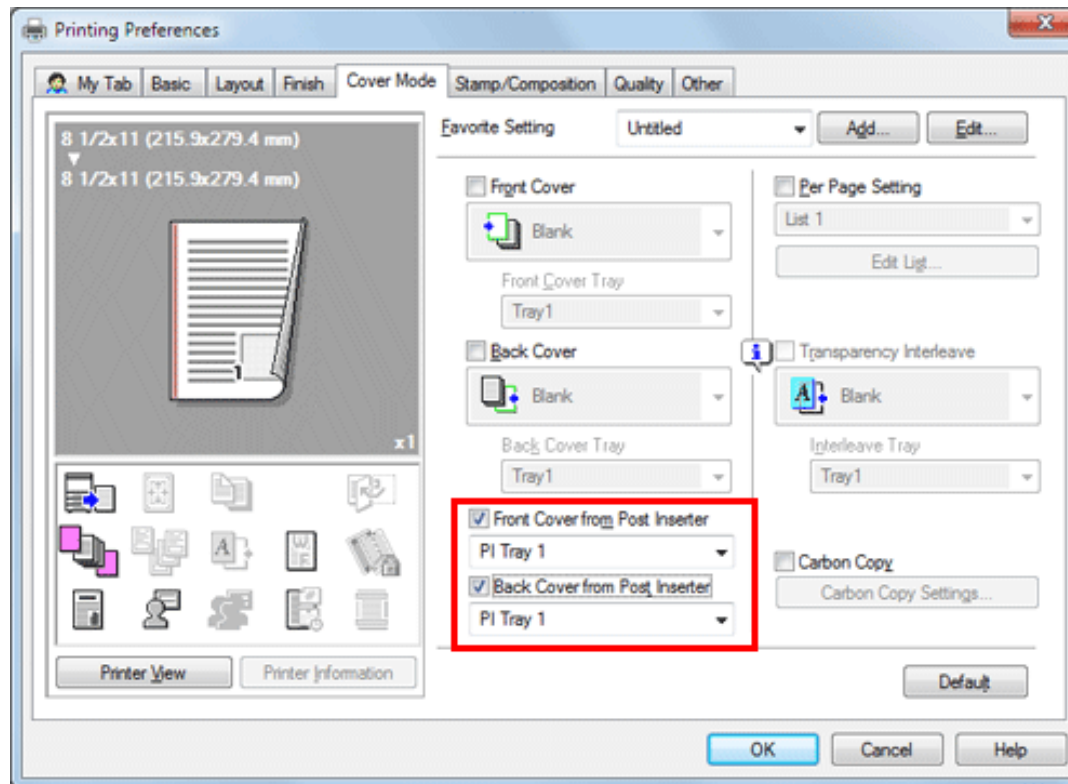 Printing Preferences
My Tab
Basic
Layout
Finish
Cover Mode
Stamp/Composition
Quality
Other
8 1/2x11 (215.9x279.4 mm)
8 1/2x11 (215.9x279.4 mm)
1
x1
Printer View
Printer Information
Favorite Setting
Untitled
Add...
Edit...
Front Cover
Blank
Front Cover Tray
Tray1
Back Cover
Blank
Back Cover Tray
Tray1
Front Cover from Post Inserter
PI Tray 1
Back Cover from Post Inserter
PI Tray 1
Per Page Setting
List 1
Edit List...
Transparency Interleave
Blank
Interleave Tray
Tray1
Carbon Copy
Carbon Copy Settings...
Default
OK
Cancel
Help